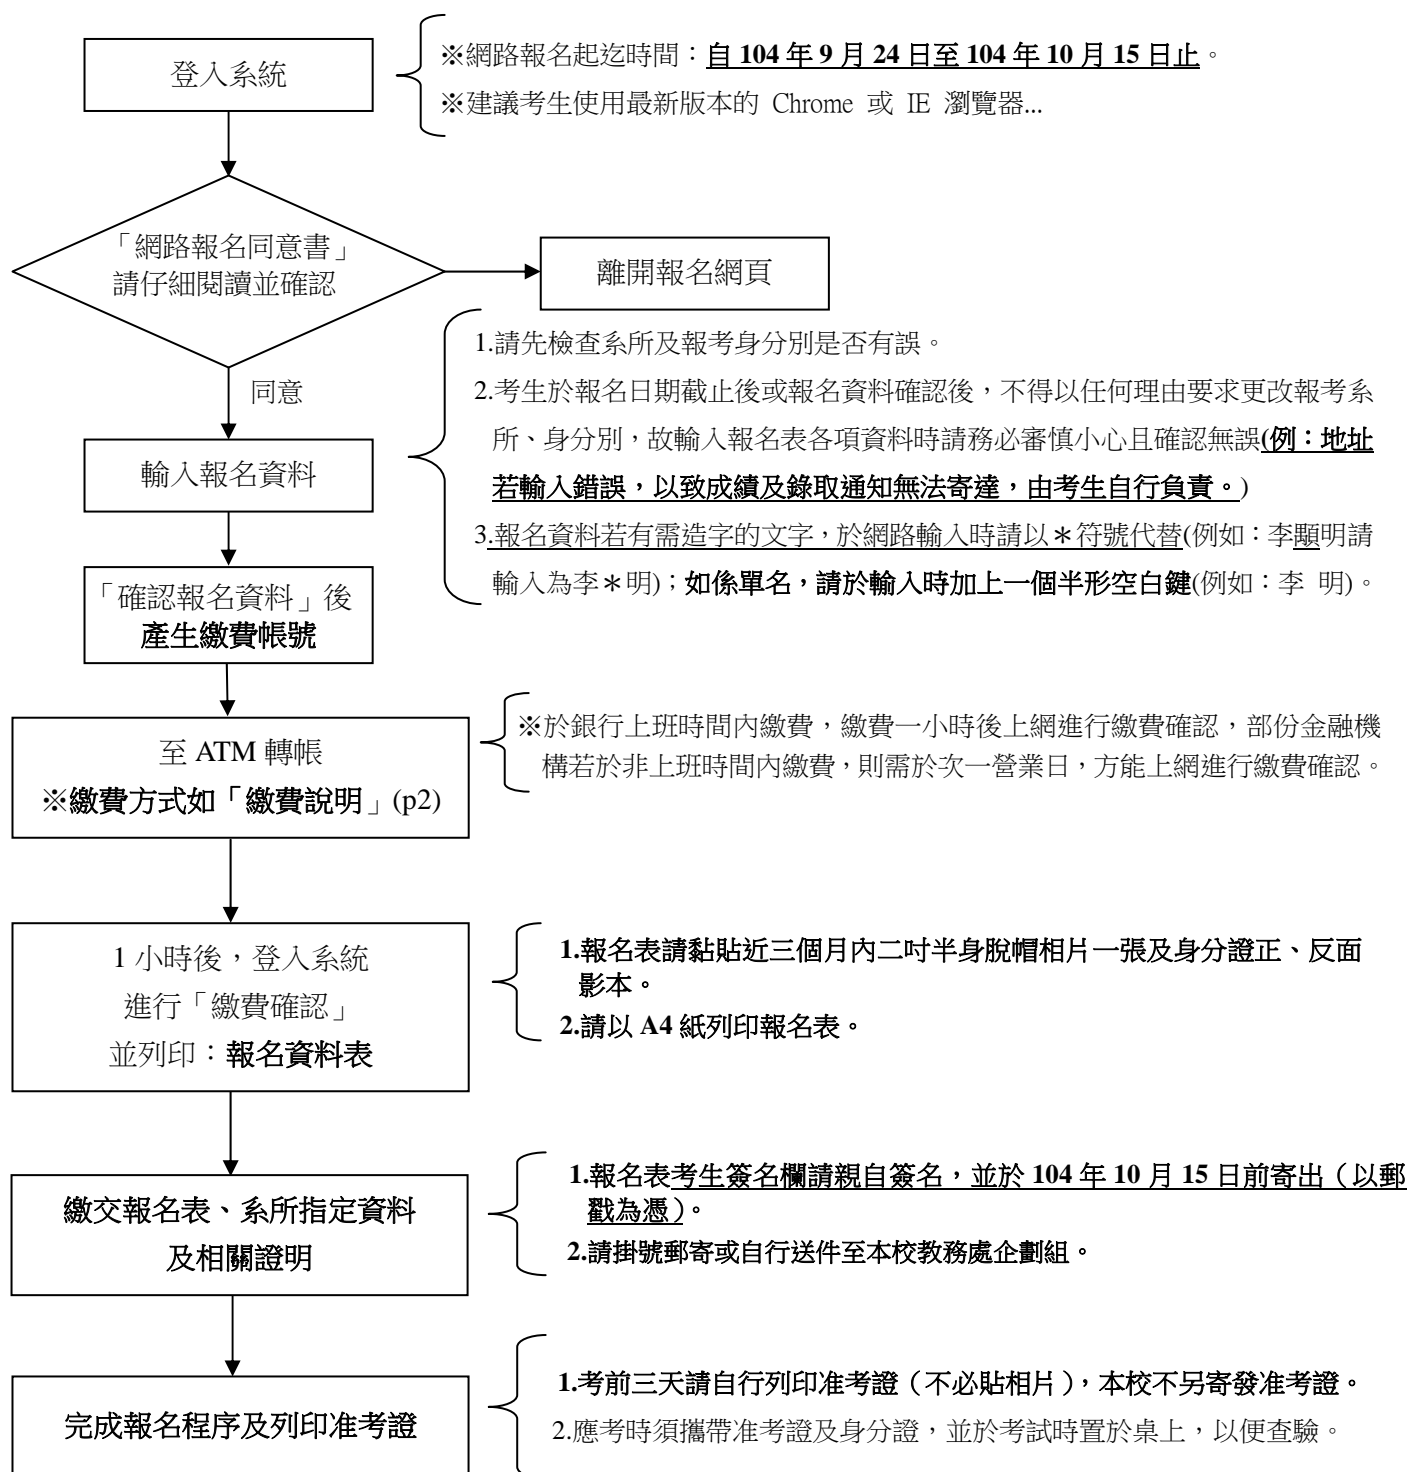 登入系統
※網路報名起迄時間：自 104 年 9 月 24 日至 104 年 10 月 15 日止。
※建議考生使用最新版本的 Chrome 或 IE 瀏覽器...
「網路報名同意書」
請仔細閱讀並確認
離開報名網頁
同意
輸入報名資料
1.請先檢查系所及報考身分別是否有誤。
2.考生於報名日期截止後或報名資料確認後，不得以任何理由要求更改報考系
所、身分別，故輸入報名表各項資料時請務必審慎小心且確認無誤(例：地址
若輸入錯誤，以致成績及錄取通知無法寄達，由考生自行負責。)
3.報名資料若有需造字的文字，於網路輸入時請以＊符號代替(例如：李顯明請
輸入為李＊明)；如係單名，請於輸入時加上一個半形空白鍵(例如：李 明)。
「確認報名資料」後
產生繳費帳號
至 ATM 轉帳
※繳費方式如「繳費說明」(p2)
※於銀行上班時間內繳費，繳費一小時後上網進行繳費確認，部份金融機
構若於非上班時間內繳費，則需於次一營業日，方能上網進行繳費確認。
1 小時後，登入系統
進行「繳費確認」
並列印：報名資料表
1.報名表請黏貼近三個月內二吋半身脫帽相片一張及身分證正、反面
影本。
2.請以 A4 紙列印報名表。
繳交報名表、系所指定資料
及相關證明
1.報名表考生簽名欄請親自簽名，並於 104 年 10 月 15 日前寄出（以郵
戳為憑）。
2.請掛號郵寄或自行送件至本校教務處企劃組。
完成報名程序及列印准考證
1.考前三天請自行列印准考證（不必貼相片），本校不另寄發准考證。
2.應考時須攜帶准考證及身分證，並於考試時置於桌上，以便查驗。